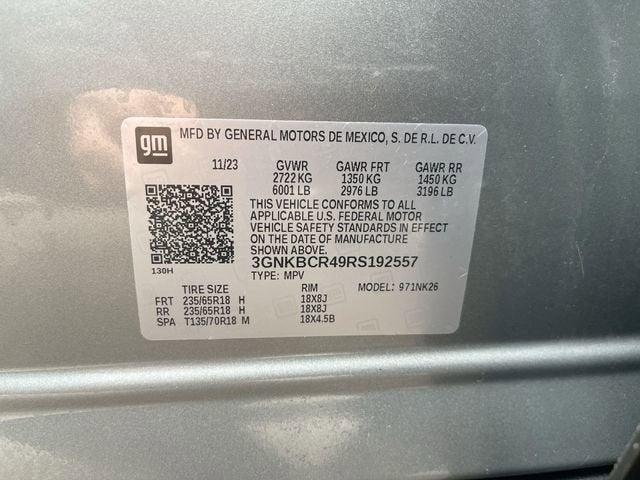 gm MFD BY GENERAL MOTORS DE MEXICO, S. DE R.L. DE C.V.
11/23 GVWR GAWR FRT GAWR RR
2722 KG 1350 KG 1450 KG
6001 LB 2976 LB 3196 LB
THIS VEHICLE CONFORMS TO ALL
APPLICABLE U.S. FEDERAL MOTOR
VEHICLE SAFETY STANDARDS IN EFFECT
ON THE DATE OF MANUFACTURE SHOWN ABOVE.
3GNKBCR49RS192557
130H
TYPE: MPV MODEL: 971NK26
TIRE SIZE RIM
FRT 235/65R18 H 18X8J
RR 235/65R18 H 18X8J
SPA T135/70R18 M 18X4.5B